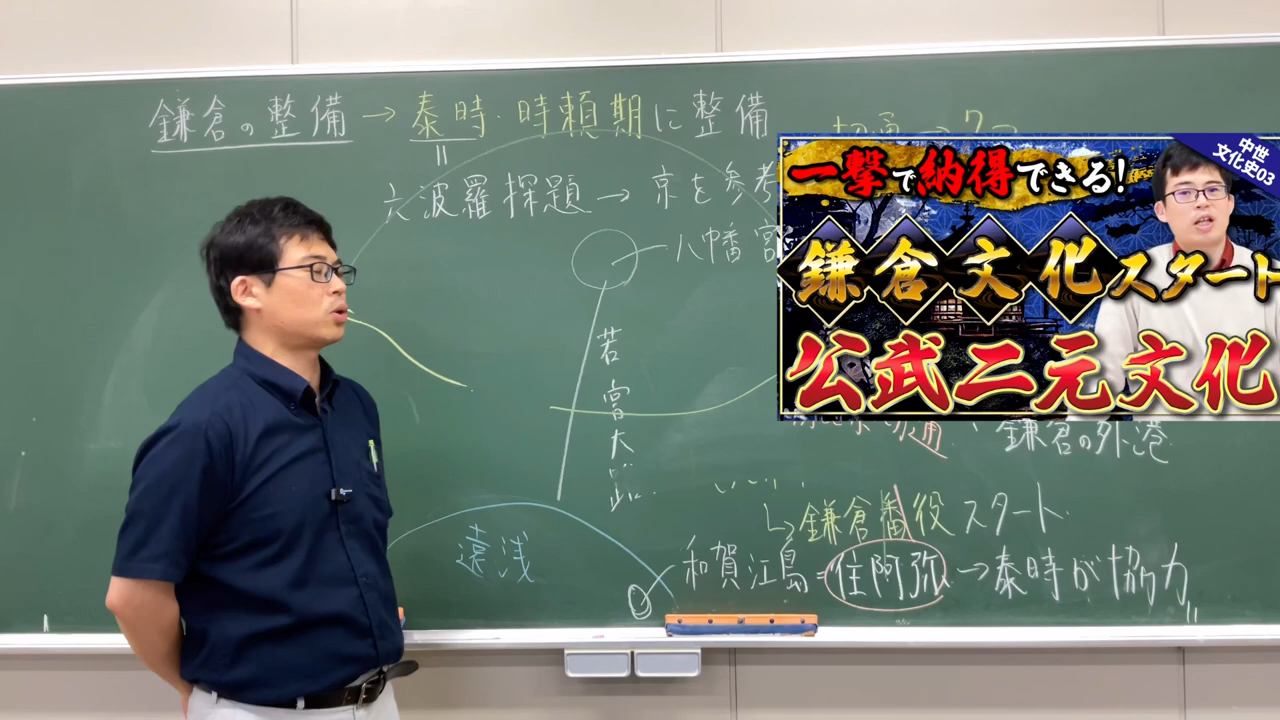 鎌倉の整備→泰時・時頼期に整備
六波羅探題→京を参考
八幡宮
若宮大路
遠浅
鎌倉の外港
↳鎌倉番役スタート
和賀江島=往阿弥→泰時が協力
中世
文化史03
一撃で納得できる!
鎌倉文化スタート
公武二元文化